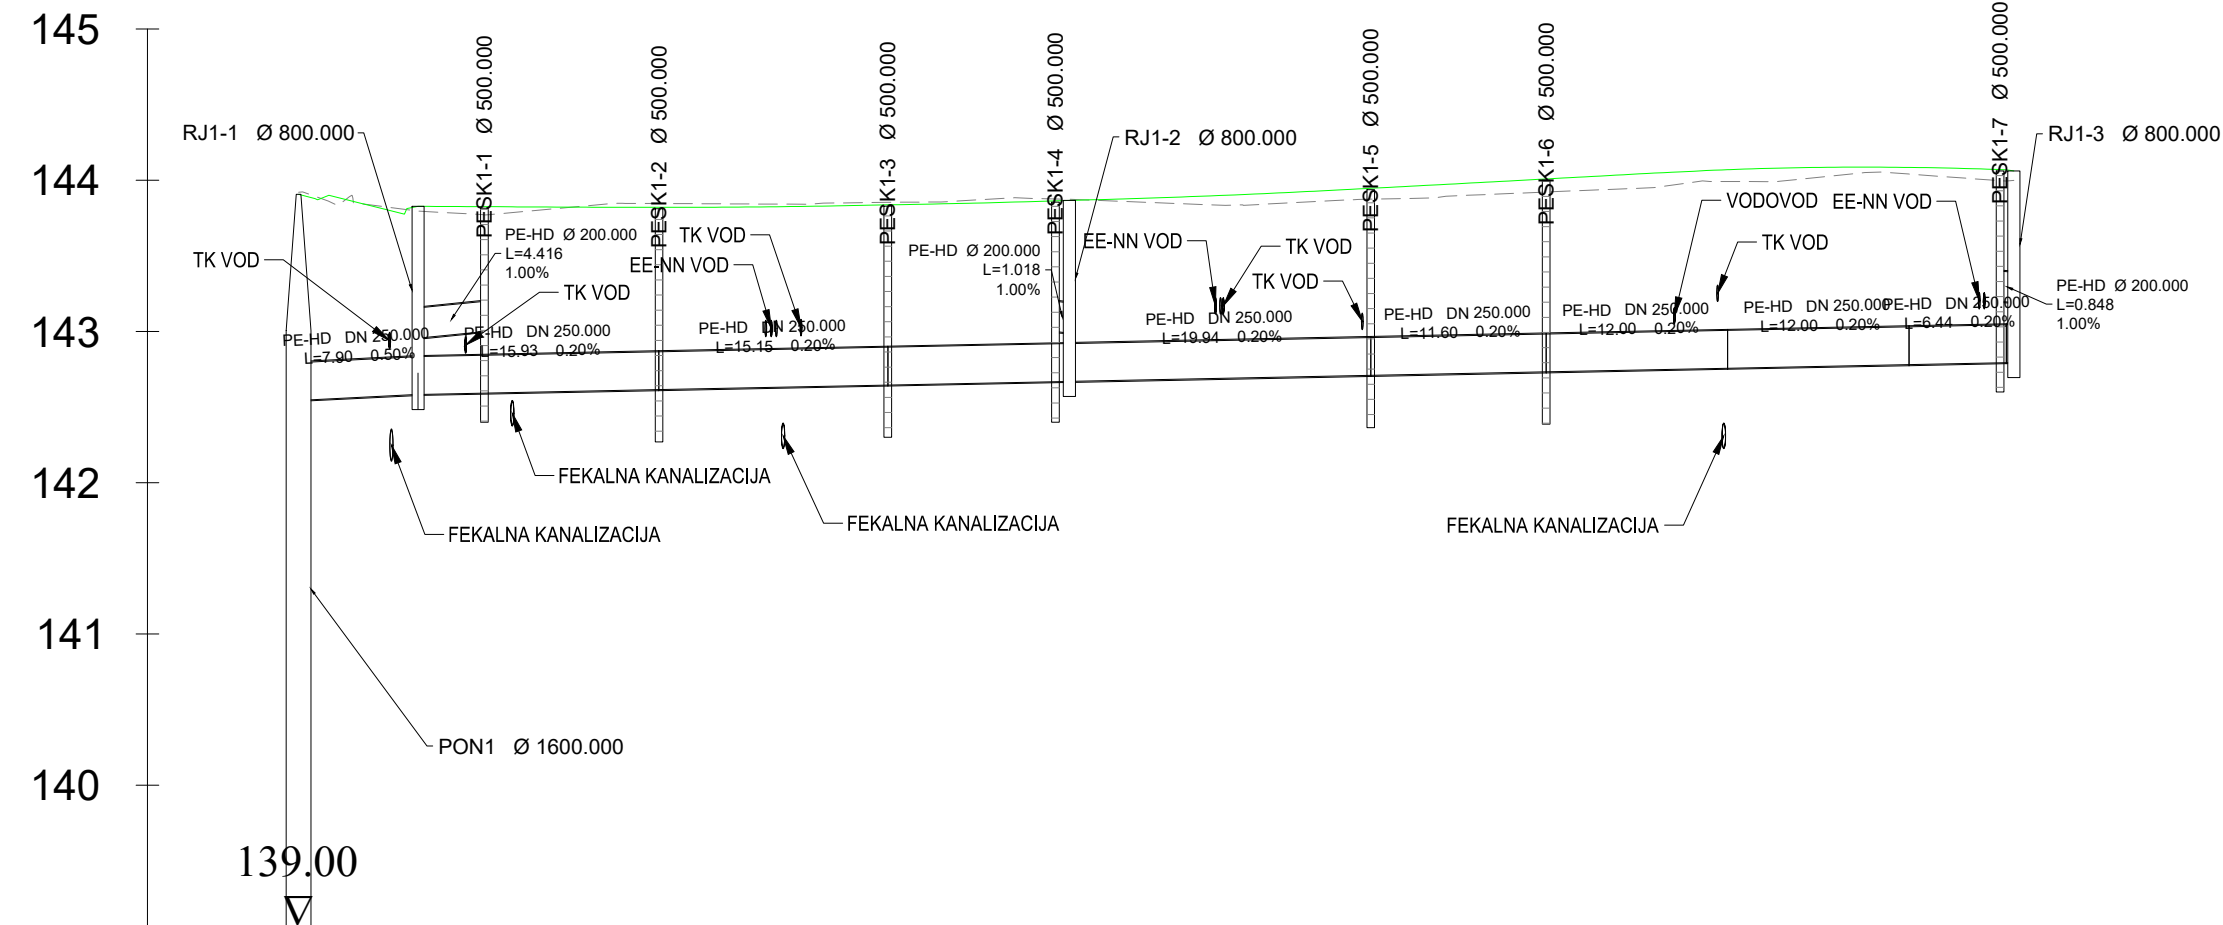 145
144
143
142
141
140
139.00
RJ1-1 Ø 800.000
PESK1-1 Ø 500.000
PESK1-2 Ø 500.000
PESK1-3 Ø 500.000
PESK1-4 Ø 500.000
RJ1-2 Ø 800.000
PESK1-5 Ø 500.000
PESK1-6 Ø 500.000
PESK1-7 Ø 500.000
RJ1-3 Ø 800.000
TK VOD
PE-HD Ø 200.000
L=4.416
1.00%
TK VOD
TK VOD
EE-NN VOD
PE-HD Ø 200.000
L=1.018
1.00%
EE-NN VOD
TK VOD
TK VOD
VODOVOD
TK VOD
EE-NN VOD
PE-HD Ø 200.000
L=0.848
1.00%
PE-HD DN 250.000
L=7.90 0.50%
PE-HD DN 250.000
L=15.93 0.20%
PE-HD DN 250.000
L=15.15 0.20%
PE-HD DN 250.000
L=19.94 0.20%
PE-HD DN 250.000
L=11.60 0.20%
PE-HD DN 250.000
L=12.00 0.20%
PE-HD DN 250.000
L=12.00 0.20%
PE-HD DN 250.000
L=6.44 0.20%
FEKALNA KANALIZACIJA
FEKALNA KANALIZACIJA
FEKALNA KANALIZACIJA
FEKALNA KANALIZACIJA
PON1 Ø 1600.000